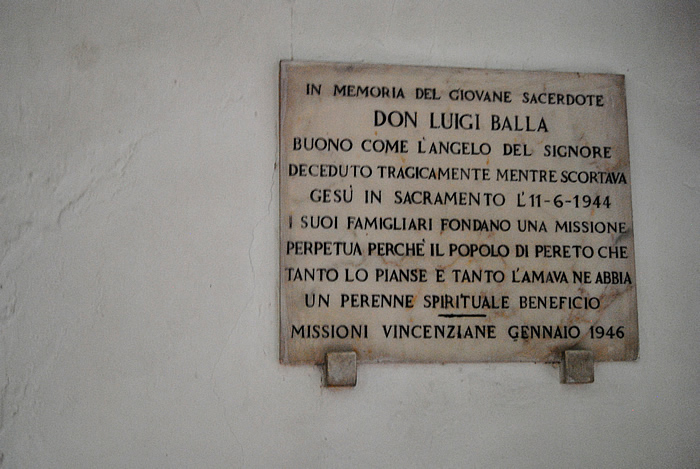 IN MEMORIA DEL GIOVANE SACERDOTE
DON LUIGI BALLA
BUONO COME L'ANGELO DEL SIGNORE
DECEDUTO TRAGICAMENTE MENTRE SCORTAVA
GESÙ IN SACRAMENTO L'11-6-1944
I SUOI FAMIGLIARI FONDANO UNA MISSIONE
PERPETUA PERCHE' IL POPOLO DI PERETO CHE
TANTO LO PIANSE E TANTO L'AMAVA NE ABBIA
UN PERENNE SPIRITUALE BENEFICIO
MISSIONI VINCENZIANE GENNAIO 1946